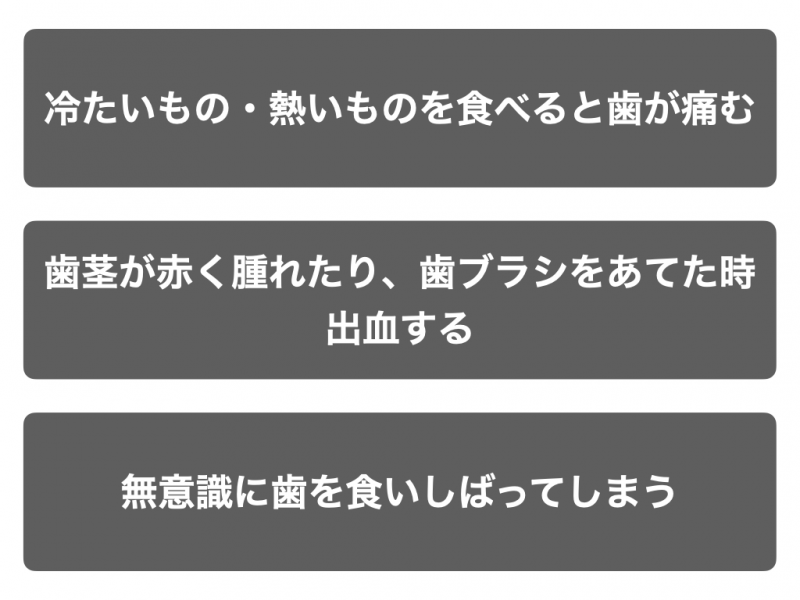 冷たいもの・熱いものを食べると歯が痛む
歯茎が赤く腫れたり、歯ブラシをあてた時
出血する
無意識に歯を食いしばってしまう